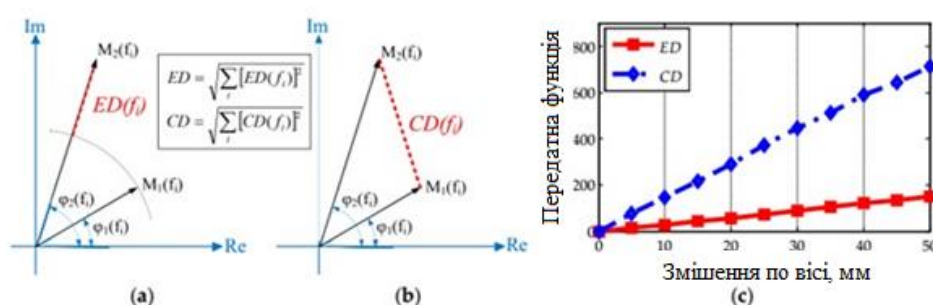 Im
M₂(fᵢ)
ED(fᵢ)
M₁(fᵢ)
φ₂(fᵢ)
φ₁(fᵢ)
Re
(a)
ED = √∑ᵢ[ED(fᵢ)]²
CD = √∑ᵢ[CD(fᵢ)]²
Im
M₂(fᵢ)
CD(fᵢ)
M₁(fᵢ)
φ₂(fᵢ)
φ₁(fᵢ)
Re
(b)
Передатна функція
800
600
400
200
0
ED
CD
0 10 20 30 40 50
Змішення по вісі, мм
(c)